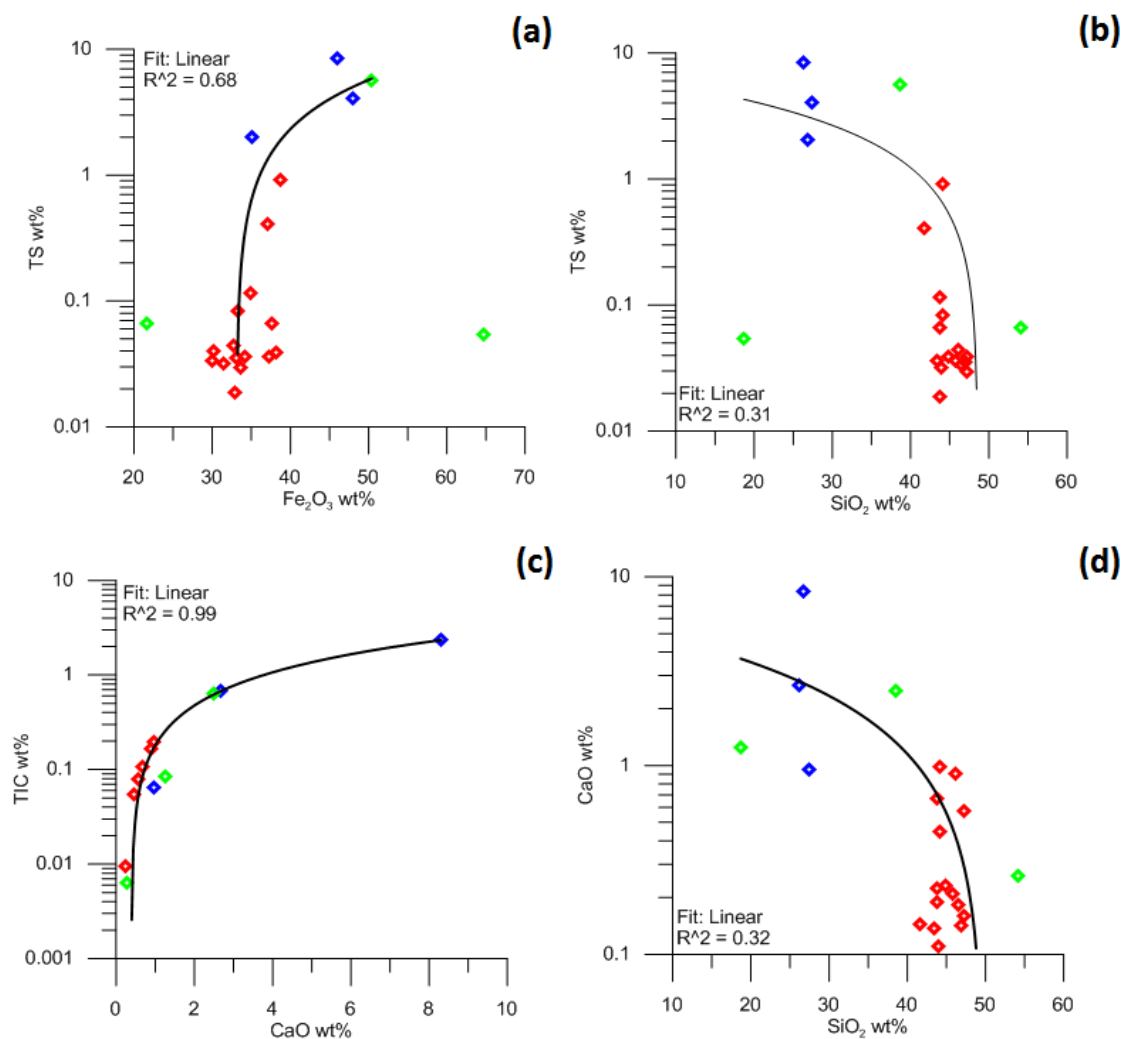 (a)
Fit: Linear
R^2 = 0.68
10
1
0.1
0.01
TS wt%
20 30 40 50 60 70
Fe₂O₃ wt%
(b)
10
1
0.1
0.01
TS wt%
Fit: Linear
R^2 = 0.31
10 20 30 40 50 60
SiO₂ wt%
(c)
Fit: Linear
R^2 = 0.99
10
1
0.1
0.01
0.001
TIC wt%
0 2 4 6 8 10
CaO wt%
(d)
10
1
0.1
CaO wt%
Fit: Linear
R^2 = 0.32
10 20 30 40 50 60
SiO₂ wt%